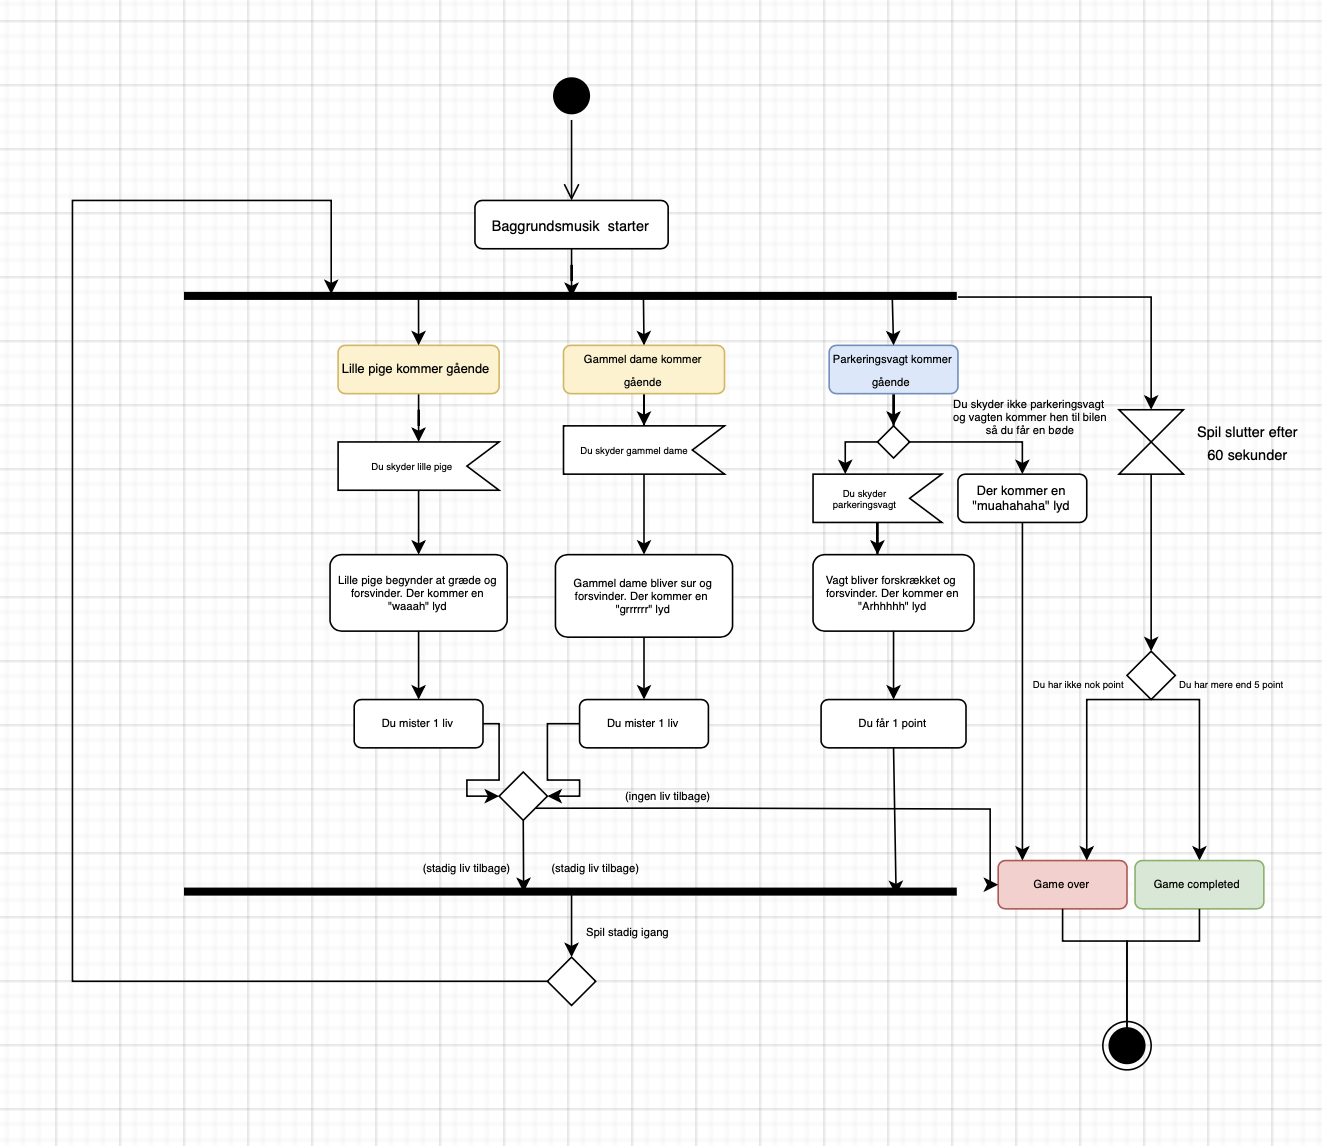 Baggrundsmusik  starter
Lille pige kommer gående
Gammel dame kommer
gående
Parkeringsvagt kommer
gående
Du skyder ikke parkeringsvagt
og vagten kommer hen til bilen
så du får en bøde
Spil slutter efter
60 sekunder
Du skyder lille pige
Du skyder gammel dame
Du skyder
parkeringsvagt
Der kommer en
"muahahaha" lyd
Lille pige begynder at græde og
forsvinder. Der kommer en
"waaah" lyd
Gammel dame bliver sur og
forsvinder. Der kommer en
"grrrrrr" lyd
Vagt bliver forskrækket og
forsvinder. Der kommer en
"Arhhhhh" lyd
Du har ikke nok point
Du har mere end 5 point
Du mister 1 liv
Du mister 1 liv
Du får 1 point
(ingen liv tilbage)
(stadig liv tilbage)
(stadig liv tilbage)
Game over
Game completed
Spil stadig igang